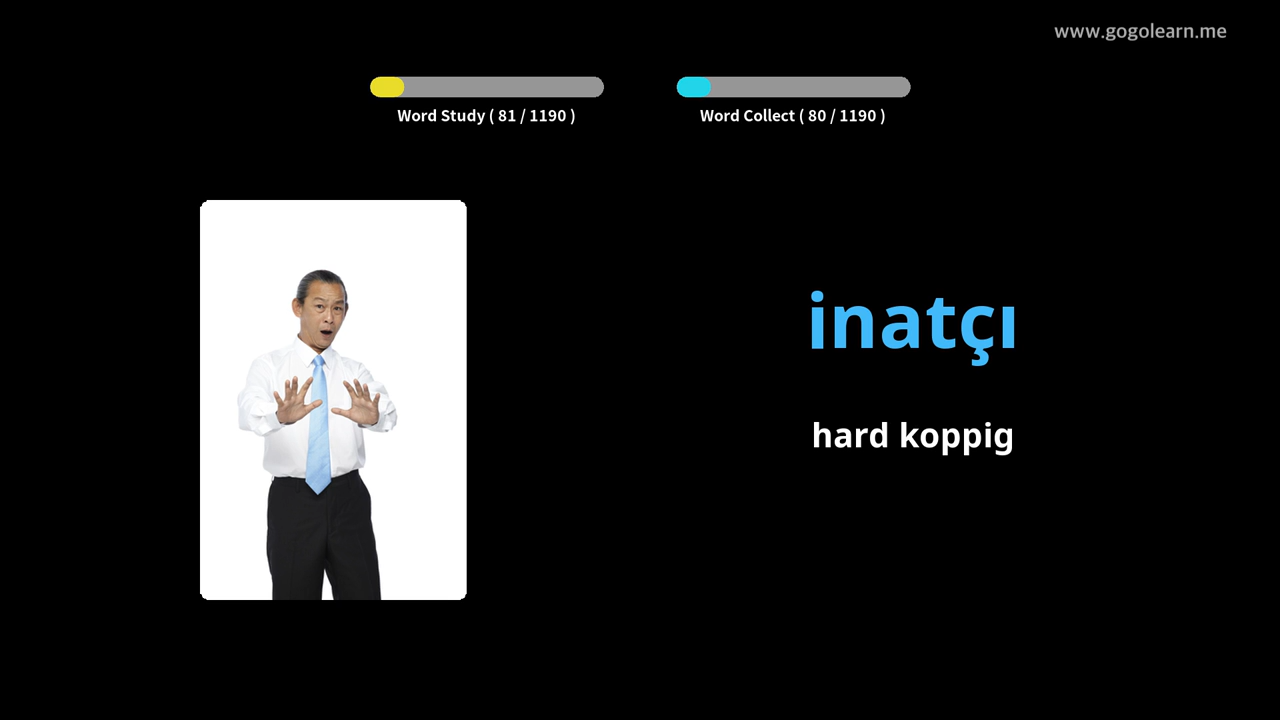 www.gogolearn.me
Word Study ( 81 / 1190 )
Word Collect ( 80 / 1190 )
inatçı
hard koppig